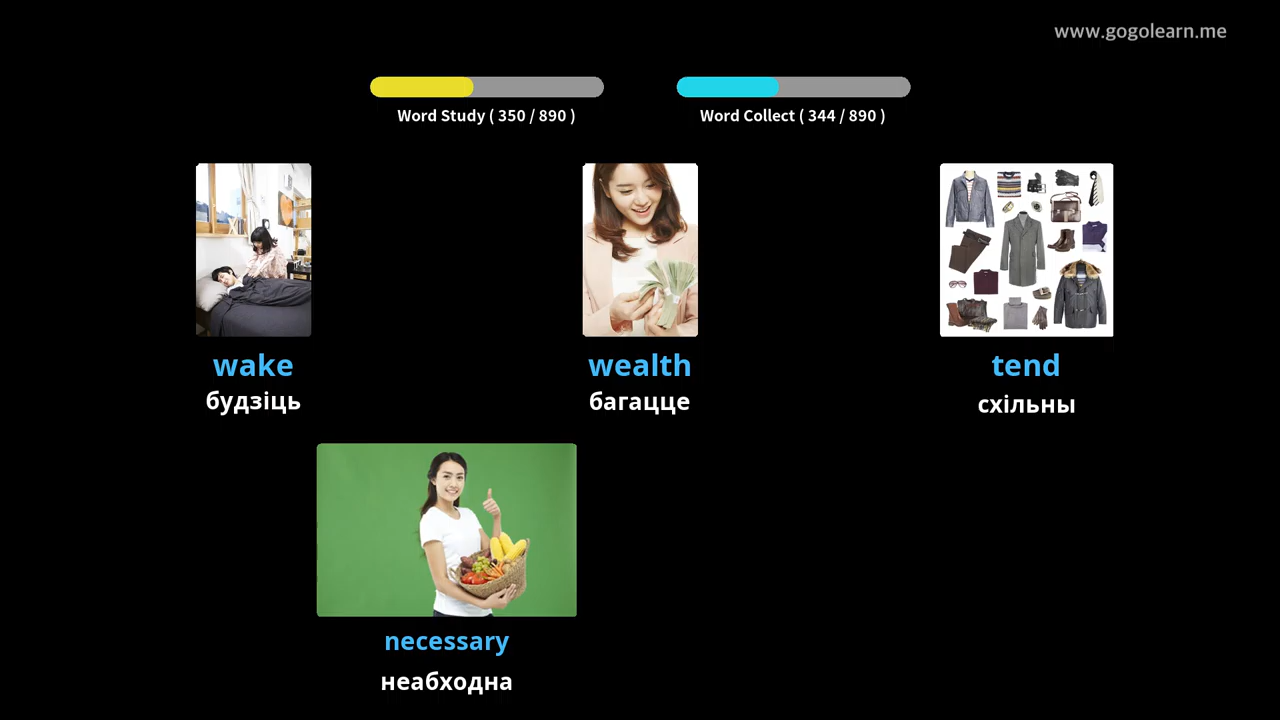 www.gogolearn.me
Word Study ( 350 / 890 )
Word Collect ( 344 / 890 )
wake
будзіць
wealth
багацце
tend
схільны
necessary
неабходна